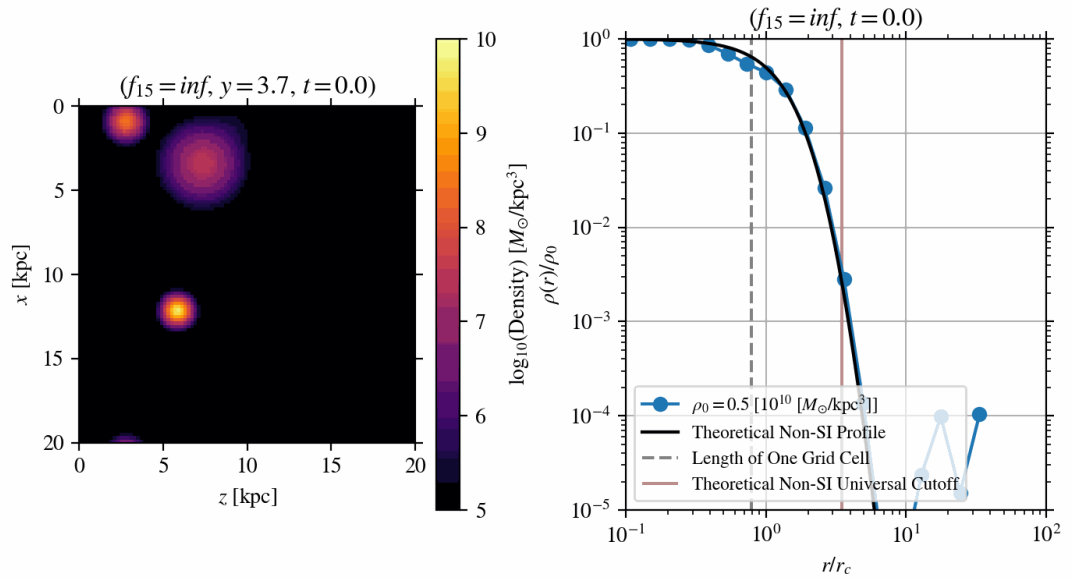 (f₁₅ = inf, y = 3.7, t = 0.0)
0
5
10
15
20
x [kpc]
0
5
10
15
20
z [kpc]
10
9
8
7
6
5
log₁₀(Density) [M⊙/kpc³]
(f₁₅ = inf, t = 0.0)
10⁰
10⁻¹
10⁻²
10⁻³
10⁻⁴
10⁻⁵
ρ(r)/ρ₀
ρ₀ = 0.5 [10¹⁰ [M⊙/kpc³]]
Theoretical Non-SI Profile
Length of One Grid Cell
Theoretical Non-SI Universal Cutoff
10⁻¹
10⁰
10¹
10²
r/r_c